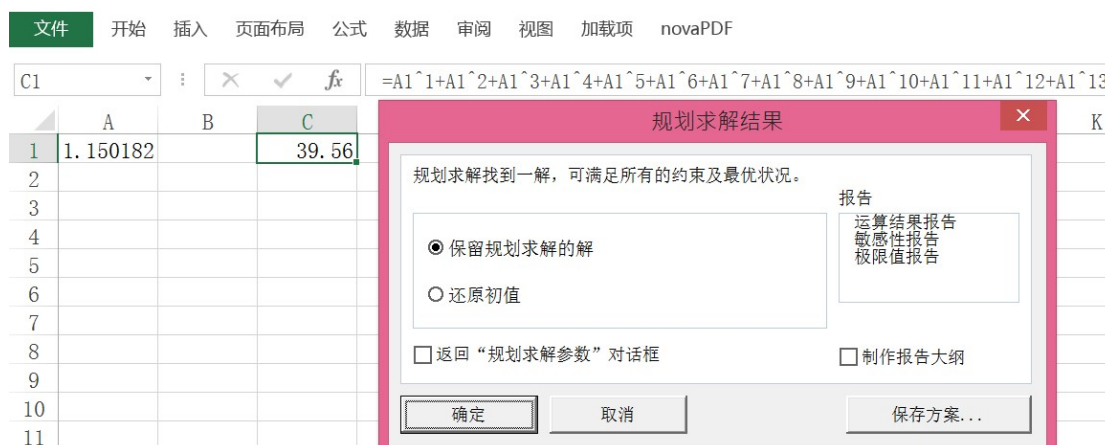 文件 开始 插入 页面布局 公式 数据 审阅 视图 加载项 novaPDF
C1 fx =A1^1+A1^2+A1^3+A1^4+A1^5+A1^6+A1^7+A1^8+A1^9+A1^10+A1^11+A1^12+A1^13
A B C K
规划求解结果
1 1.150182 39.56
规划求解找到一解，可满足所有的约束及最优状况。
2
报告
3
运算结果报告
敏感性报告
极限值报告
4
保留规划求解的解
5
6
还原初值
7
8
返回“规划求解参数”对话框
制作报告大纲
9
10
确定 取消 保存方案...
11